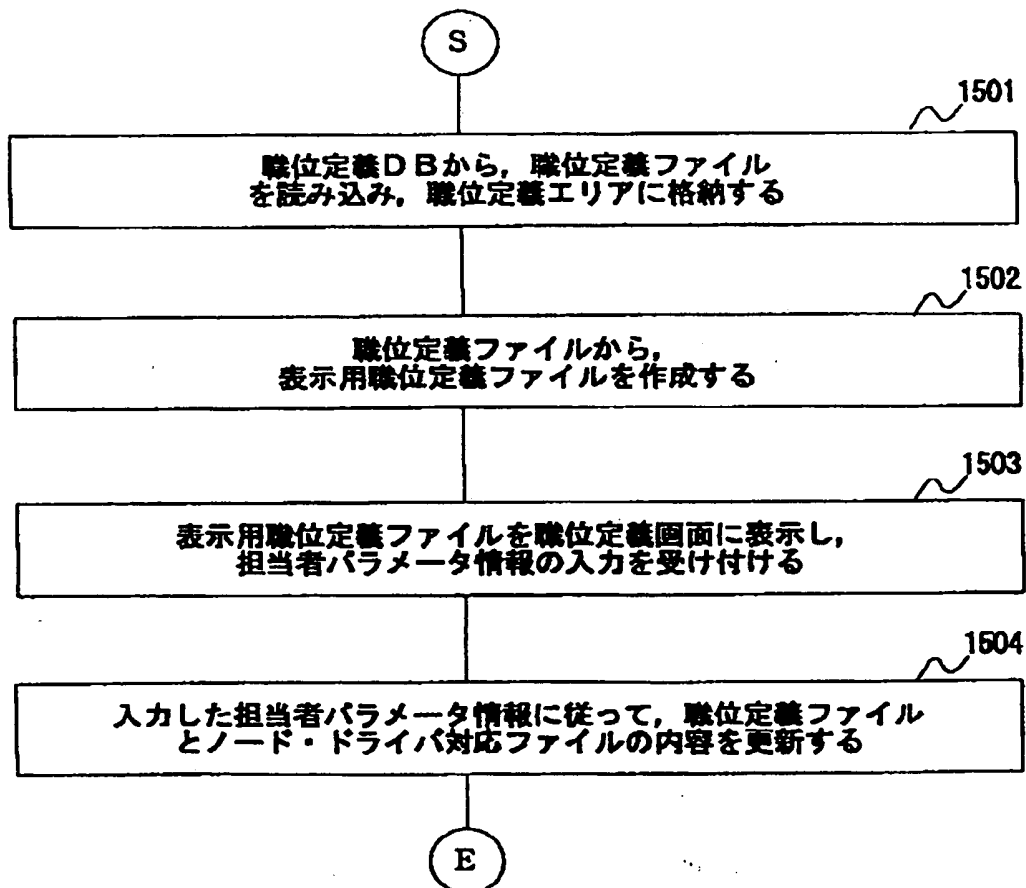 S
1501
職位定義DBから，職位定義ファイル
を読み込み，職位定義エリアに格納する
1502
職位定義ファイルから，
表示用職位定義ファイルを作成する
1503
表示用職位定義ファイルを職位定義画面に表示し，
担当者パラメータ情報の入力を受け付ける
1504
入力した担当者パラメータ情報に従って，職位定義ファイル
とノード・ドライバ対応ファイルの内容を更新する
E